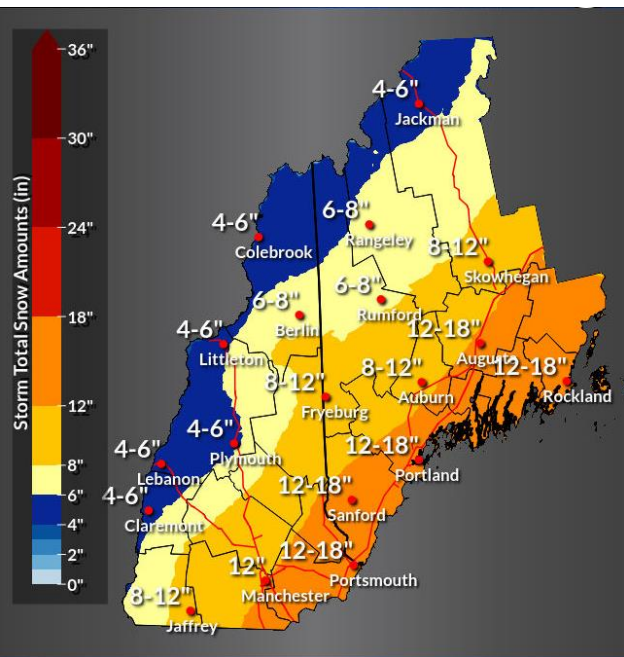 36"
30"
24"
18"
12"
8"
6"
4"
2"
0"
Storm Total Snow Amounts (in)
4-6"
Jackman
6-8"
Rangeley
4-6"
Colebrook
8-12"
Skowhegan
6-8"
Berlin
6-8"
Rumford
4-6"
Littleton
12-18"
Augusta
8-12"
Fryeburg
8-12"
Auburn
12-18"
Rockland
4-6"
Plymouth
12-18"
Portland
4-6"
Lebanon
4-6"
Claremont
12-18"
Sanford
12-18"
Portsmouth
12"
Manchester
8-12"
Jaffrey